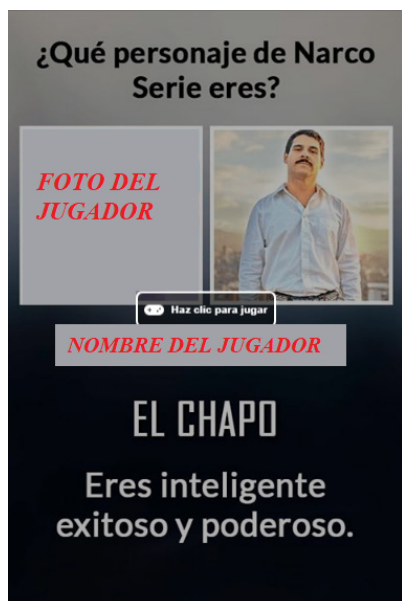 ¿Qué personaje de Narco
Serie eres?
FOTO DEL
JUGADOR
Haz clic para jugar
NOMBRE DEL JUGADOR
EL CHAPO
Eres inteligente
exitoso y poderoso.